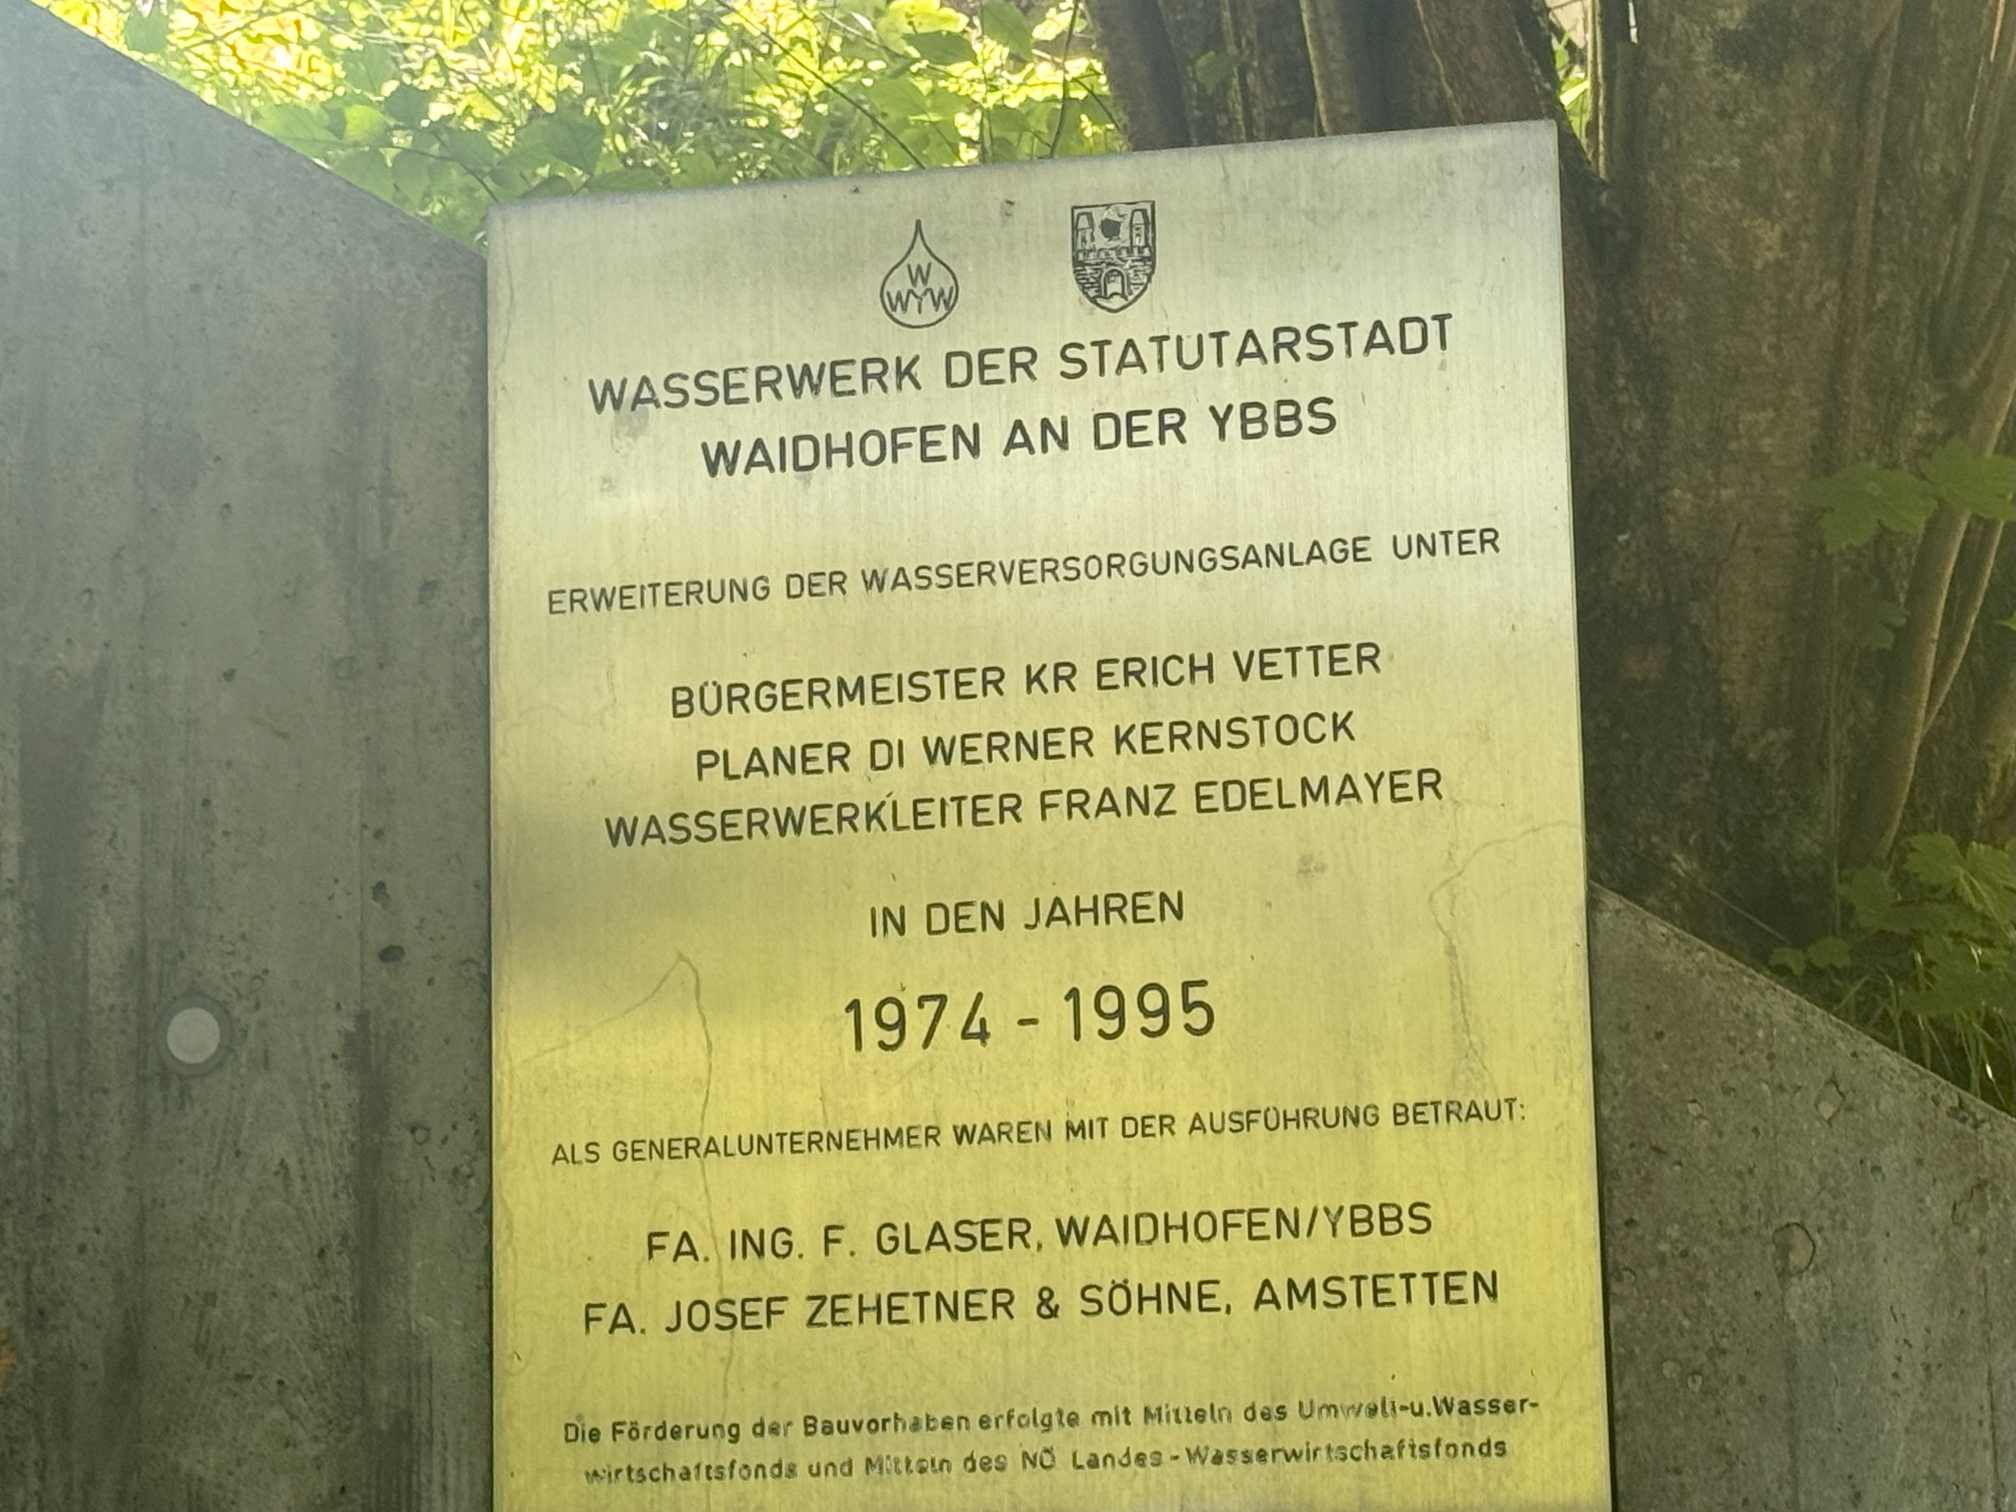 W
WYW
WASSERWERK DER STATUTARSTADT
WAIDHOFEN AN DER YBBS
ERWEITERUNG DER WASSERVERSORGUNGSANLAGE UNTER
BÜRGERMEISTER KR ERICH VETTER
PLANER DI WERNER KERNSTOCK
WASSERWERKLEITER FRANZ EDELMAYER
IN DEN JAHREN
1974 - 1995
ALS GENERALUNTERNEHMER WAREN MIT DER AUSFÜHRUNG BETRAUT:
FA. ING. F. GLASER, WAIDHOFEN/YBBS
FA. JOSEF ZEHETNER & SÖHNE, AMSTETTEN
Die Förderung der Bauvorhaben erfolgte mit Mitteln des Umwelt-u.Wasser-
wirtschaftsfonds und Mitteln des NÖ Landes-Wasserwirtschaftsfonds